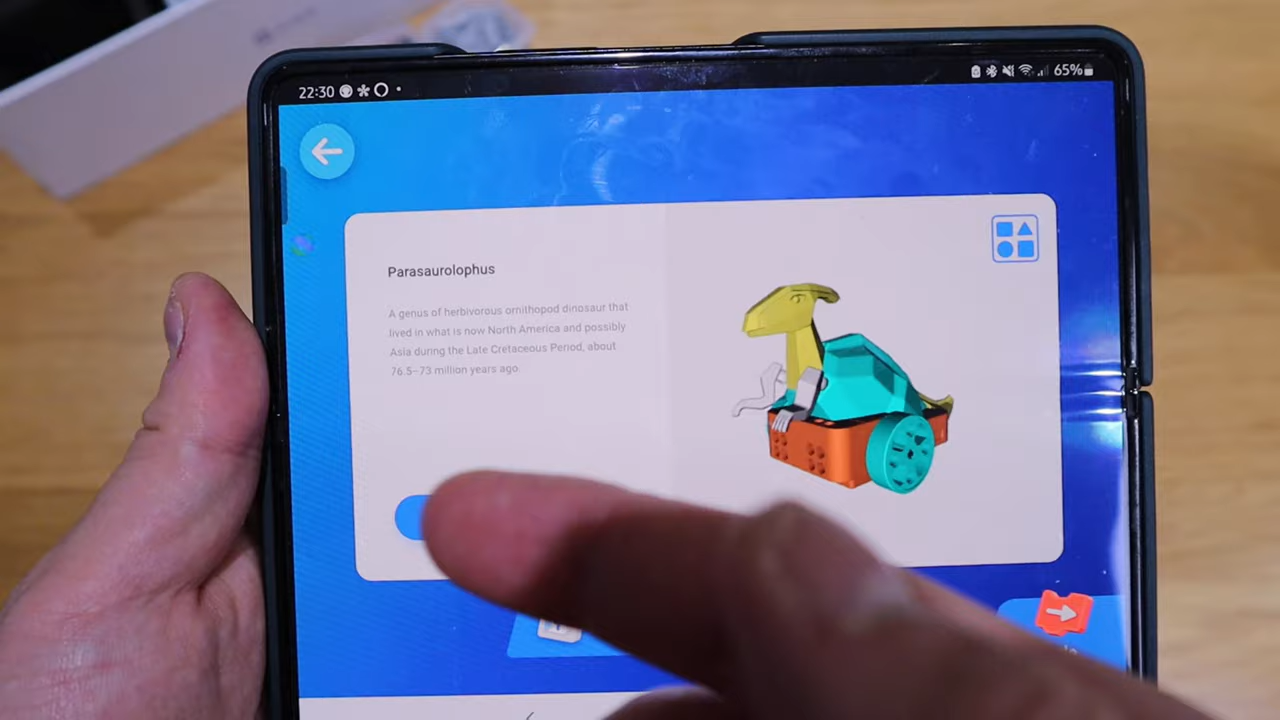 22:30
65%
Parasaurolophus
A genus of herbivorous ornithopod dinosaur that
lived in what is now North America and possibly
Asia during the Late Cretaceous Period, about
76.5–73 million years ago.